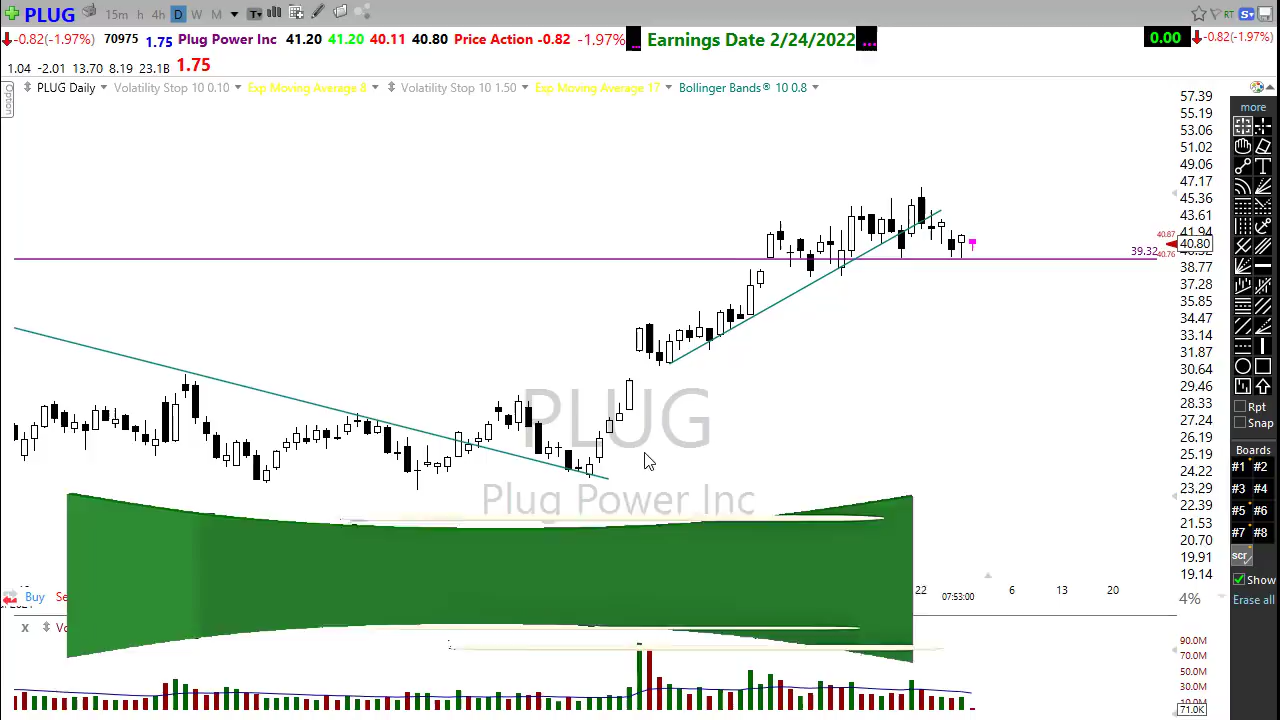 PLUG 15m 1h 4h D W M
-0.82(-1.97%) 70975 1.75 Plug Power Inc 41.20 41.20 40.11 40.80 Price Action -0.82 -1.97% ... Earnings Date 2/24/2022 ... 0.00 -0.82(-1.97%)
1.04 -2.01 13.70 8.19 23.1B 1.75
Option
PLUG Daily Volatility Stop 10 0.10 Exp Moving Average 8 Volatility Stop 10 1.50 Exp Moving Average 17 Bollinger Bands® 10 0.8
more
57.39
55.19
53.06
51.02
49.06
47.17
45.36
43.61
41.94
40.87
40.80
40.76
39.32
38.77
37.28
35.85
34.47
33.14
31.87
30.64
29.46
28.33
27.24
26.19
25.19
24.22
23.29
22.39
21.53
20.70
19.91
19.14
PLUG
Plug Power Inc
Rpt
Snap
Boards
#1 #2
#3 #4
#5 #6
#7 #8
scr
Show
Erase all
Buy
22 07:53:00 6 13 20
4%
X
90.0M
70.0M
50.0M
30.0M
71.0K